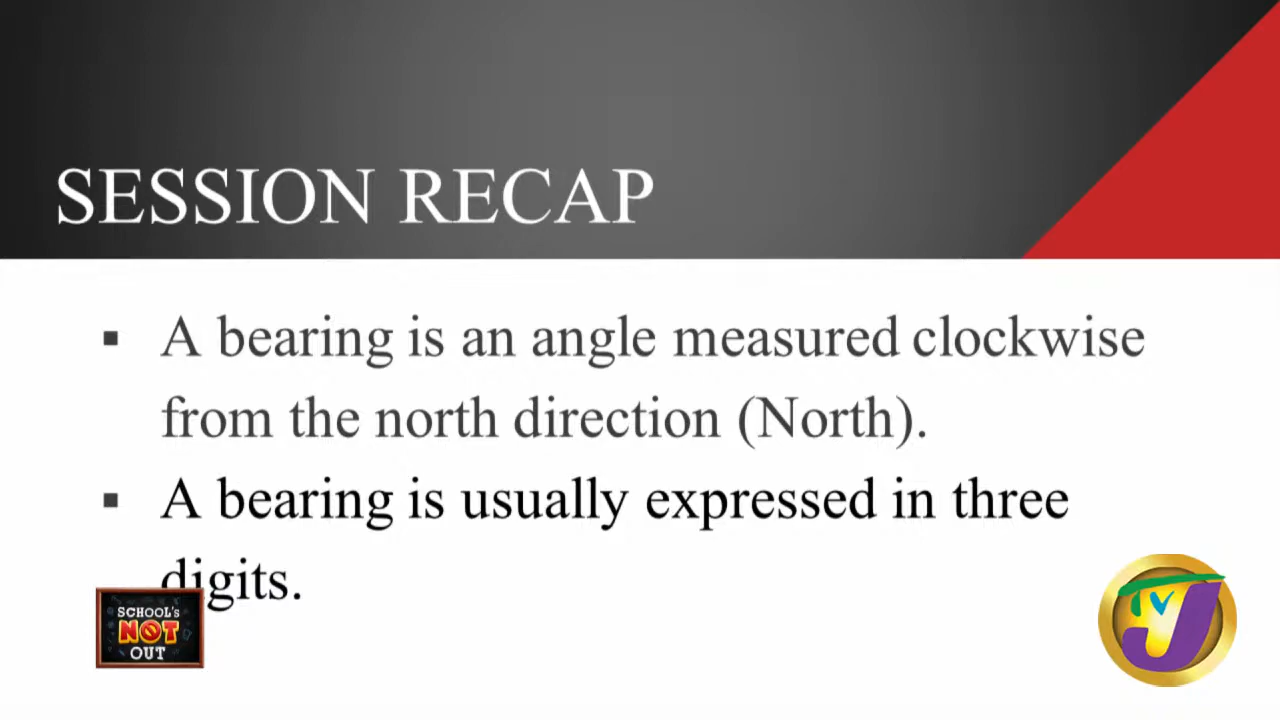 SESSION RECAP
▪ A bearing is an angle measured clockwise
from the north direction (North).
▪ A bearing is usually expressed in three
digits.
SCHOOL'S
NOT
OUT
TVJ